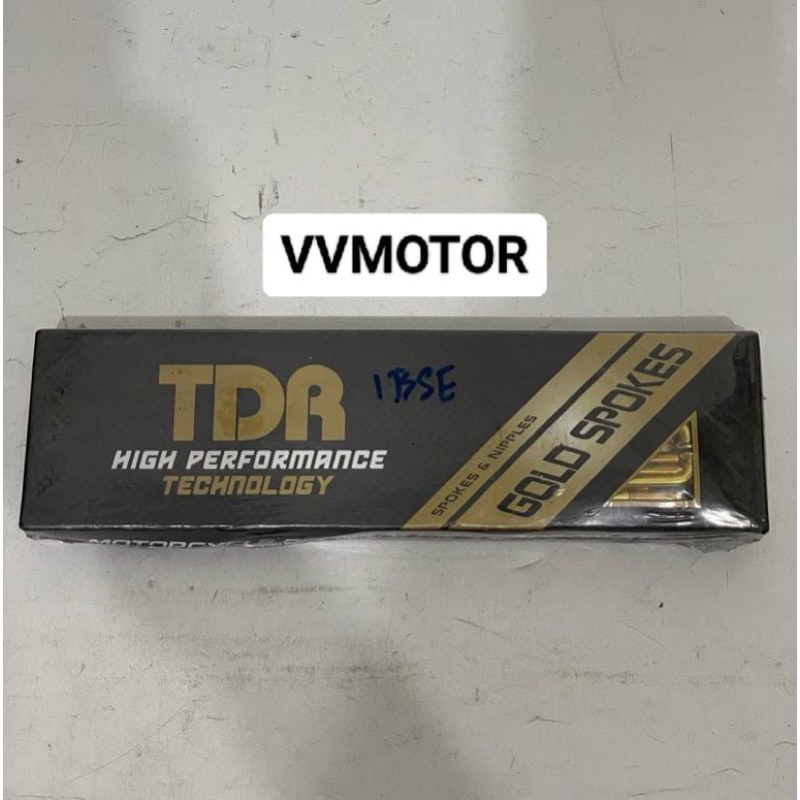 VVMOTOR
TDR
1BSE
HIGH PERFORMANCE
TECHNOLOGY
SPOKES & NIPPLES
GOLD SPOKES